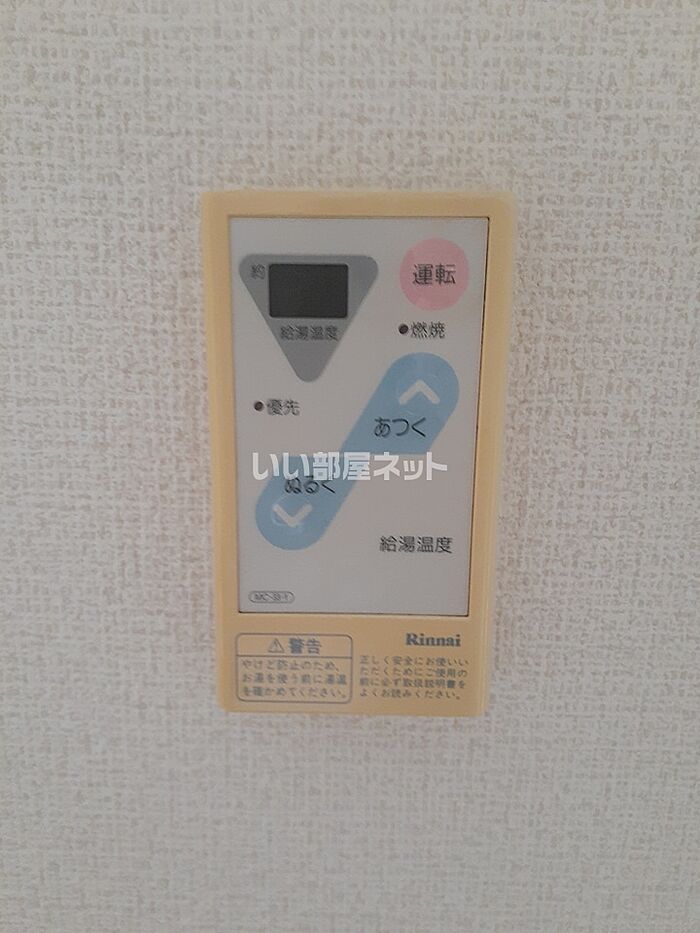 約
運転
給湯温度
燃焼
優先
あつく
いい部屋ネット
ぬるく
給湯温度
MC-33-1
Rinnai
⚠警告
やけど防止のため、
お湯を使う前に湯温
を確かめてください。
正しく安全にお使いい
ただくためにご使用の
前に必ず取扱説明書を
よくお読みください。